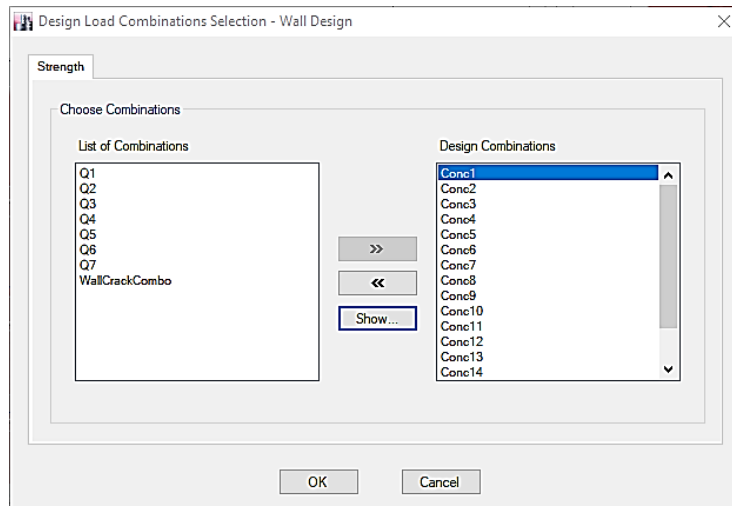 Design Load Combinations Selection - Wall Design
Strength
Choose Combinations
List of Combinations
Q1
Q2
Q3
Q4
Q5
Q6
Q7
WallCrackCombo
>>
<<
Show...
Design Combinations
Conc1
Conc2
Conc3
Conc4
Conc5
Conc6
Conc7
Conc8
Conc9
Conc10
Conc11
Conc12
Conc13
Conc14
OK
Cancel